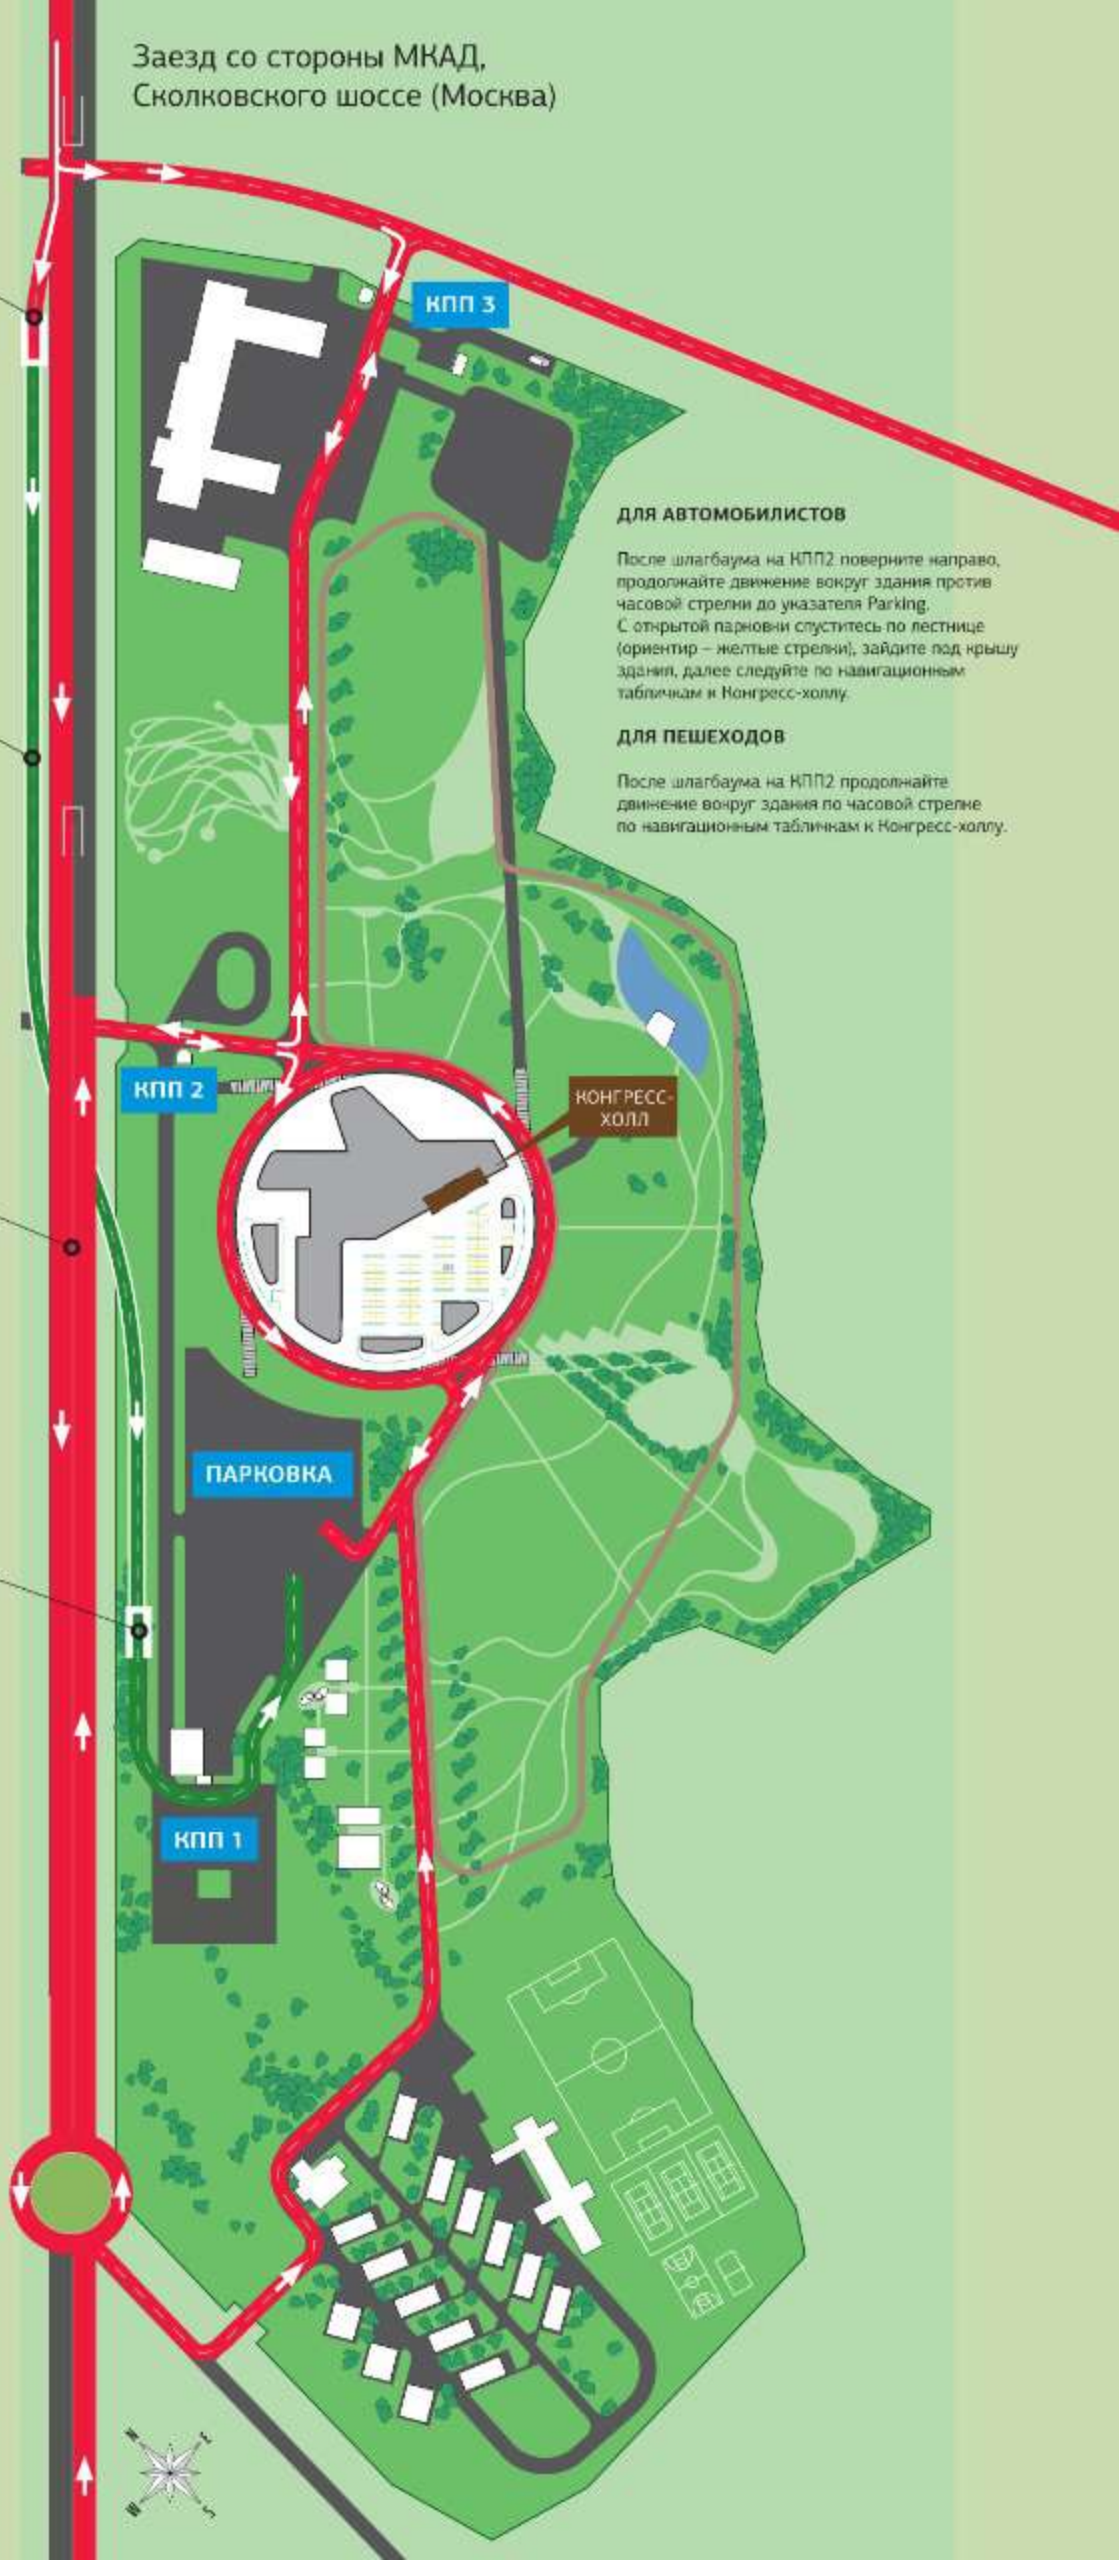 Заезд со стороны МКАД,
Сколковского шоссе (Москва)
КПП 3
ДЛЯ АВТОМОБИЛИСТОВ
После шлагбаума на КПП2 поверните направо,
продолжайте движение вокруг здания против
часовой стрелки до указателя Parking.
С открытой парковки спуститесь по лестнице
(ориентир – желтые стрелки), зайдите под крышу
здания, далее следуйте по навигационным
табличкам к Конгресс-холлу.
ДЛЯ ПЕШЕХОДОВ
После шлагбаума на КПП2 продолжайте
движение вокруг здания по часовой стрелке
по навигационным табличкам к Конгресс-холлу.
КПП 2
КОНГРЕСС-
ХОЛЛ
ПАРКОВКА
КПП 1
N
E
W
S